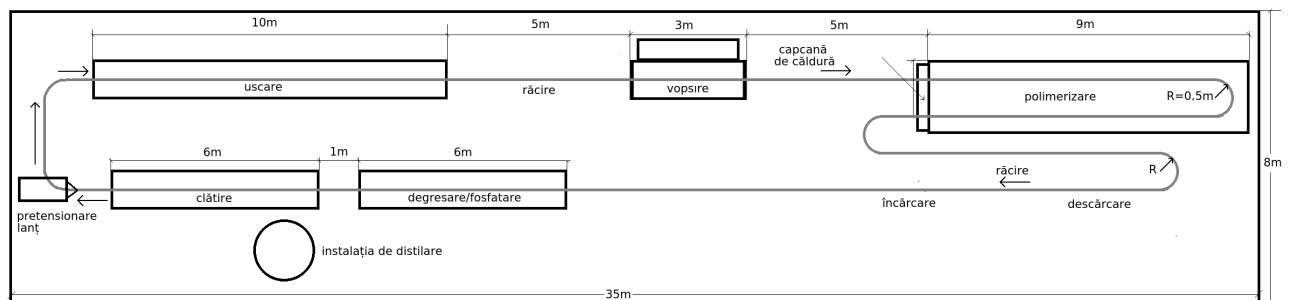 10m
5m
3m
5m
9m
capcană
de căldură
uscare
răcire
vopsire
polimerizare
R=0,5m
6m
1m
6m
8m
R
răcire
clătire
degresare/fosfatare
încărcare
descărcare
pretensionare
lanț
instalația de distilare
35m